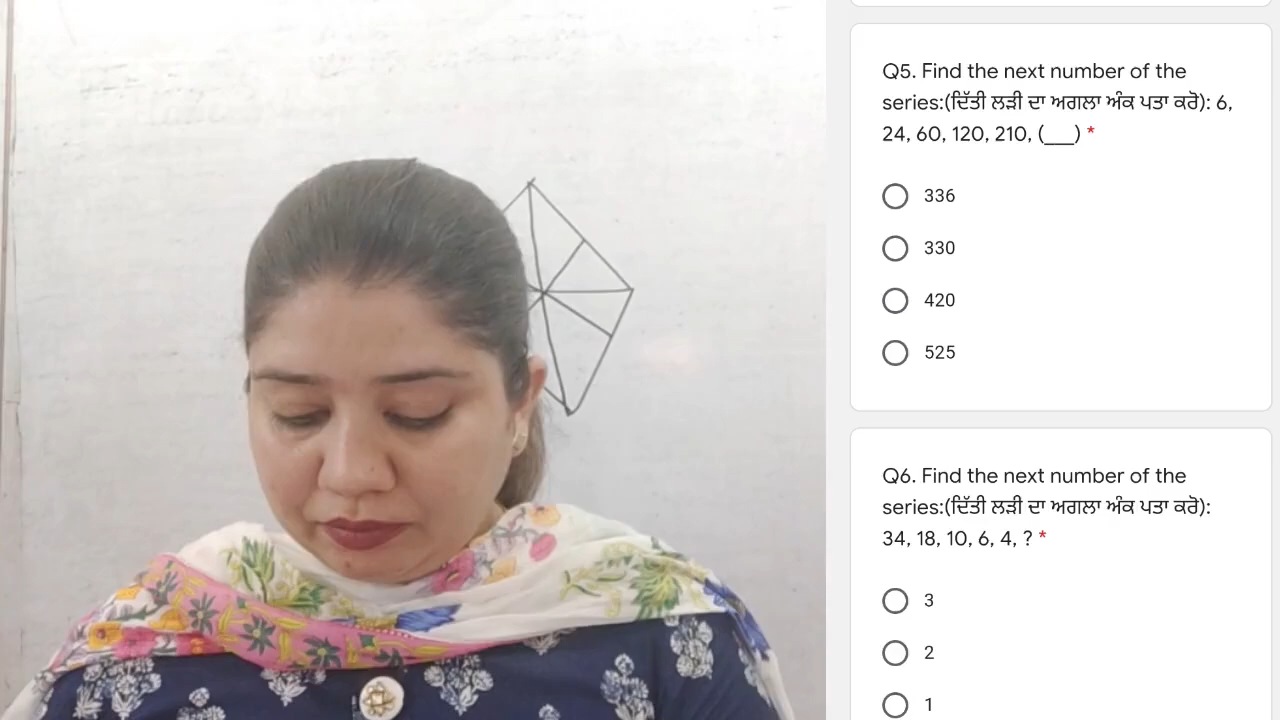 Q5. Find the next number of the
series:(ਦਿੱਤੀ ਲੜੀ ਦਾ ਅਗਲਾ ਅੰਕ ਪਤਾ ਕਰੋ): 6,
24, 60, 120, 210, (___) *
336
330
420
525
Q6. Find the next number of the
series:(ਦਿੱਤੀ ਲੜੀ ਦਾ ਅਗਲਾ ਅੰਕ ਪਤਾ ਕਰੋ):
34, 18, 10, 6, 4, ? *
3
2
1